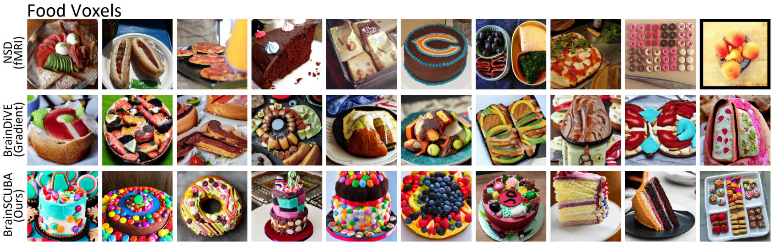 Food Voxels
NSD
(fMRI)
BrainDiVE
(Gradient)
BrainSCUBA
(Ours)